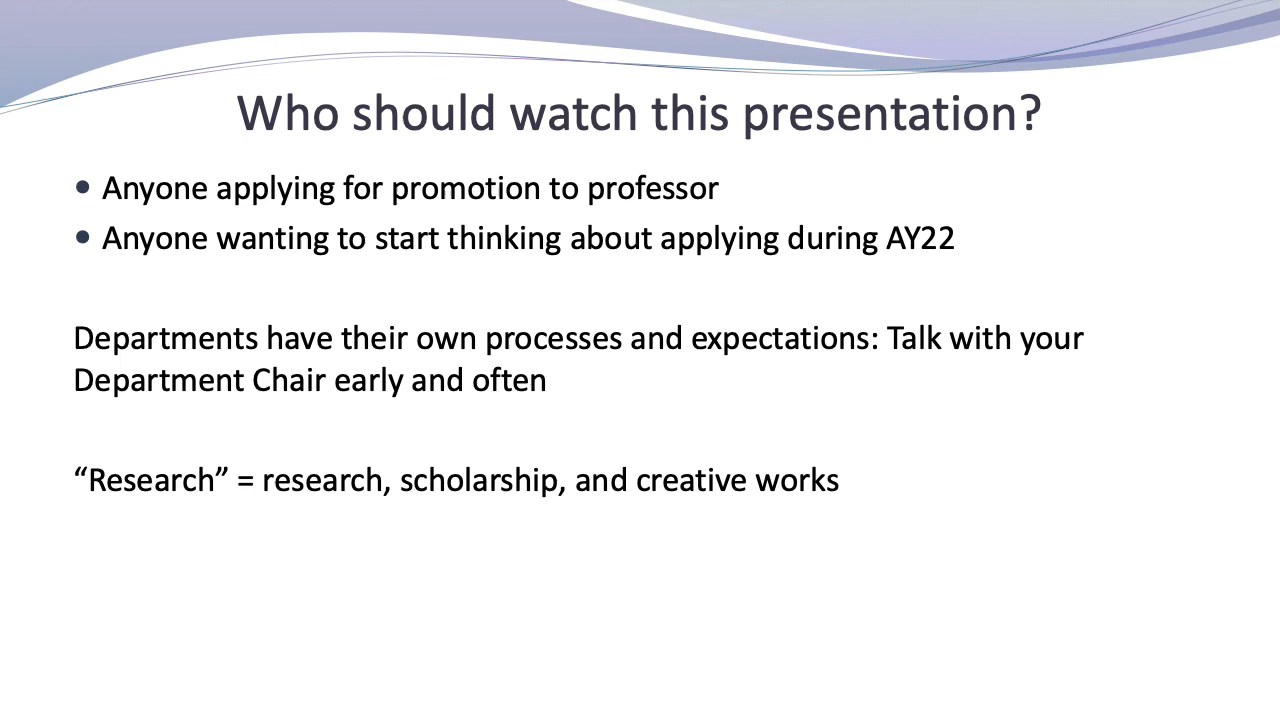 Who should watch this presentation?
• Anyone applying for promotion to professor
• Anyone wanting to start thinking about applying during AY22
Departments have their own processes and expectations: Talk with your
Department Chair early and often
“Research” = research, scholarship, and creative works